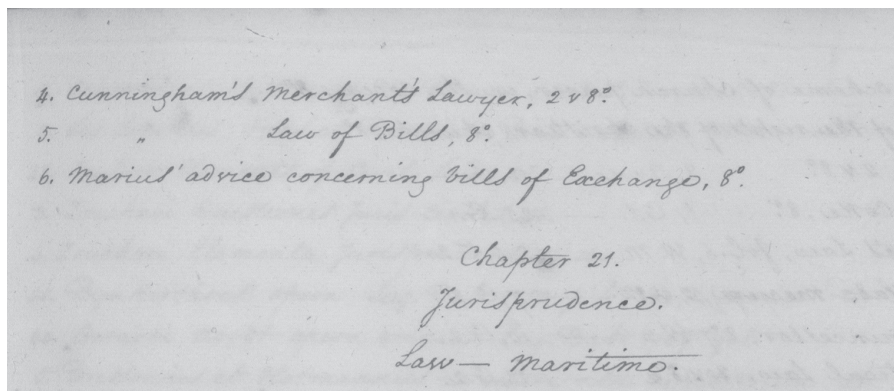 4. Cunningham's Merchant's Lawyer, 2 v 8°.
5. " Law of Bills, 8°.
6. Marius' advice concerning bills of Exchange, 8°.
Chapter 21.
Jurisprudence.
Law — Maritime.